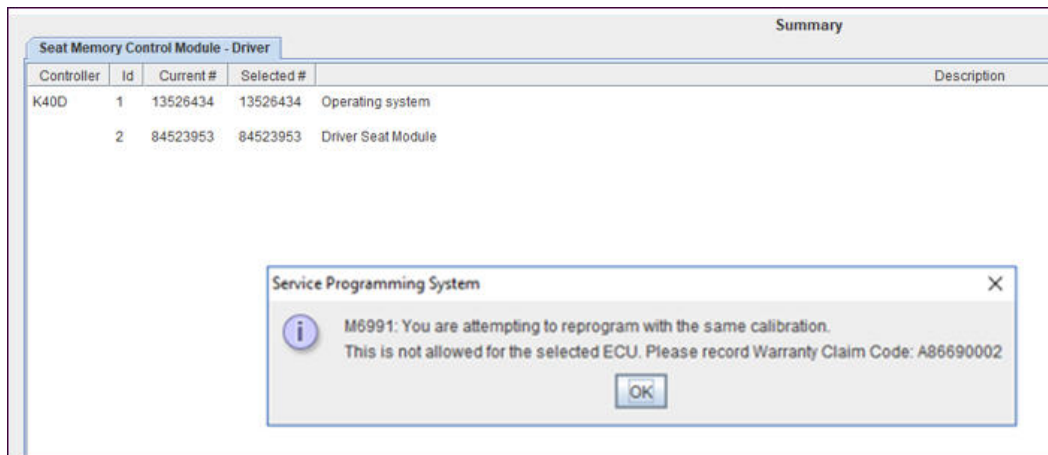 Summary
Seat Memory Control Module - Driver
Controller Id Current # Selected # Description
K40D 1 13526434 13526434 Operating system
2 84523953 84523953 Driver Seat Module
Service Programming System
M6991: You are attempting to reprogram with the same calibration.
This is not allowed for the selected ECU. Please record Warranty Claim Code: A86690002
OK